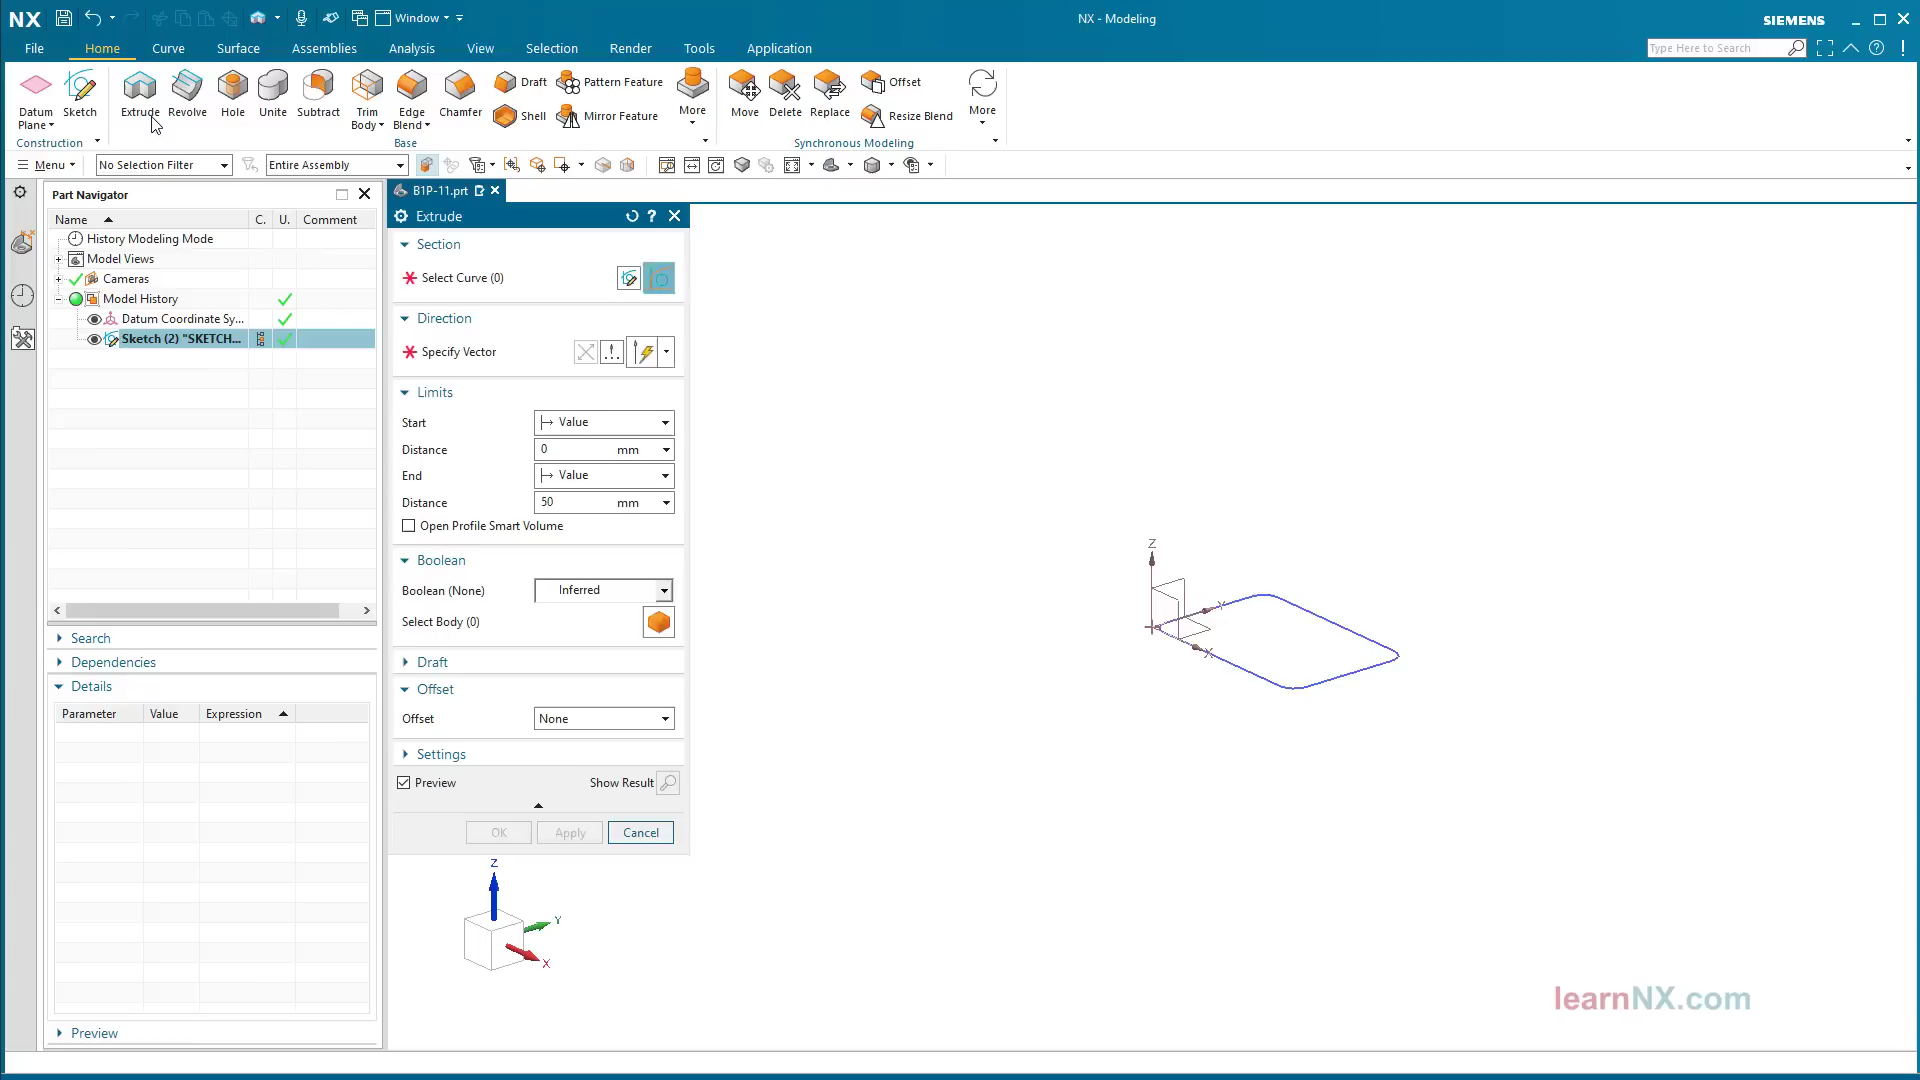 NX
Window
NX - Modeling
SIEMENS
File
Home
Curve
Surface
Assemblies
Analysis
View
Selection
Render
Tools
Application
Type Here to Search
Datum Plane
Sketch
Extrude
Revolve
Hole
Unite
Subtract
Trim Body
Edge Blend
Chamfer
Draft
Shell
Pattern Feature
Mirror Feature
More
Move
Delete
Replace
Offset
Resize Blend
More
Construction
Base
Synchronous Modeling
Menu
No Selection Filter
Entire Assembly
Part Navigator
Name
C.
U.
Comment
History Modeling Mode
Model Views
Cameras
Model History
Datum Coordinate Sy...
Sketch (2) "SKETCH...
Search
Dependencies
Details
Parameter
Value
Expression
Preview
B1P-11.prt
Extrude
Section
Select Curve (0)
Direction
Specify Vector
Limits
Start
Value
Distance
0 mm
End
Value
Distance
50 mm
Open Profile Smart Volume
Boolean
Boolean (None)
Inferred
Select Body (0)
Draft
Offset
Offset
None
Settings
Preview
Show Result
OK
Apply
Cancel
Z
Y
X
Z
Y
X
learnNX.com